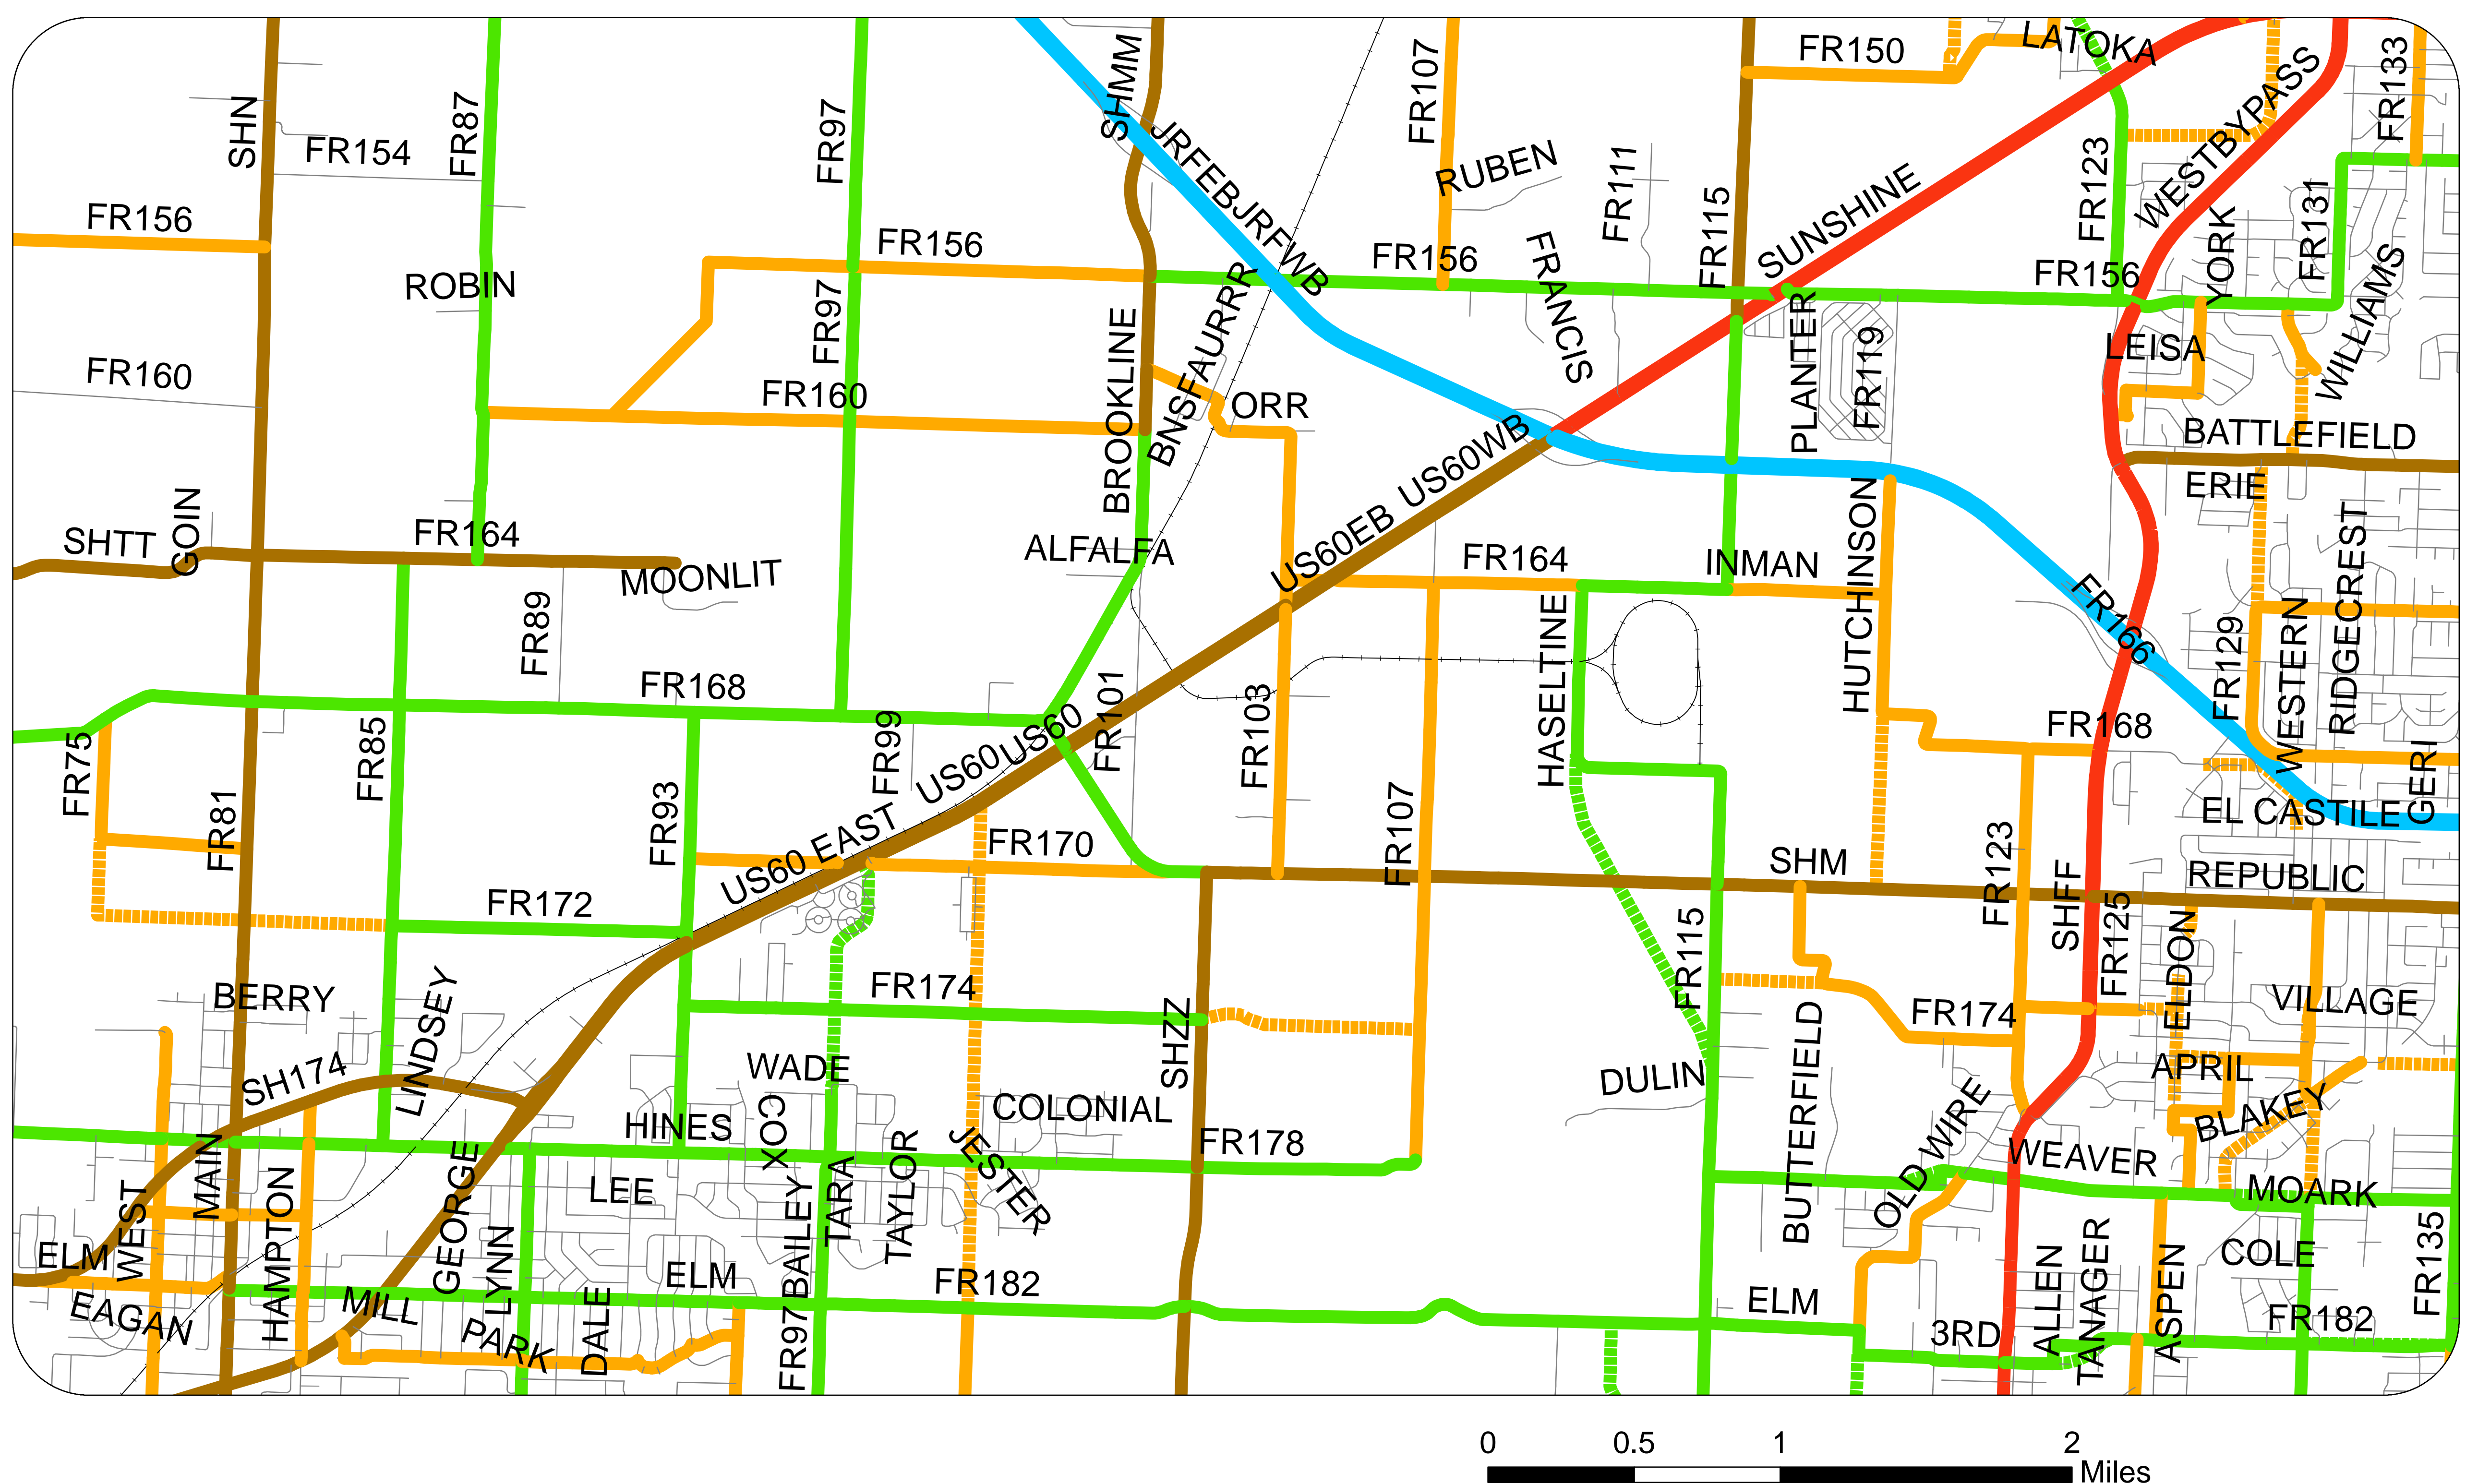 LATOKA
FR150
SHMM
FR107
FR133
SHN
FR87
FR97
WESTBYPASS
JRFEBJRFWB
FR154
RUBEN
FR111
FR123
SUNSHINE
FR156
FR156
FR156
FR156
FR115
YORK
FR131
WILLIAMS
ROBIN
FR97
BNSFAURRR
FRANCIS
PLANTER
FR119
LEISA
FR160
FR160
BROOKLINE
ORR
BATTLEFIELD
US60EB US60WB
ERIE
SHTT
GOIN
FR164
ALFALFA
FR164
INMAN
HUTCHINSON
RIDGECREST
MOONLIT
FR89
HASELTINE
FR166
FR129
WESTERN
FR168
FR101
FR103
FR168
FR75
FR85
FR99
US60US60
GERI
FR81
FR93
US60 EAST
FR170
FR107
SHM
FR123
EL CASTILE
REPUBLIC
FR172
SHFF
FR125
ELDON
FR115
BERRY
LINDSEY
FR174
SHZZ
BUTTERFIELD
FR174
VILLAGE
SH174
WADE
DULIN
APRIL
COX
COLONIAL
OLD WIRE
BLAKEY
HINES
JESTER
FR178
WEAVER
MAIN
WEST
HAMPTON
GEORGE
LEE
TARA
TAYLOR
MOARK
ELM
LYNN
BAILEY
ELM
FR182
ELM
ALLEN
TANAGER
ASPEN
COLE
FR135
EAGAN
MILL
PARK
DALE
FR97
3RD
FR182
0 0.5 1 2
Miles